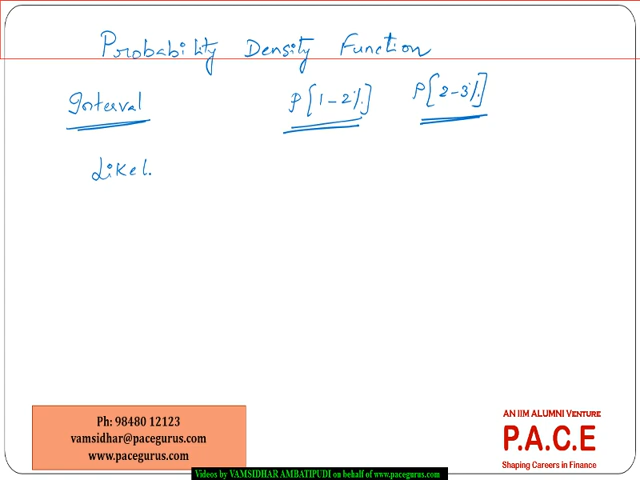 Probability Density Function
Interval P[1-2%] P[2-3%]
Likel.
Ph: 98480 12123
vamsidhar@pacegurus.com
www.pacegurus.com
AN IIM ALUMNI VENTURE
P.A.C.E
Shaping Careers in Finance
Videos by VAMSIDHAR AMBATIPUDI on behalf of www.pacegurus.com